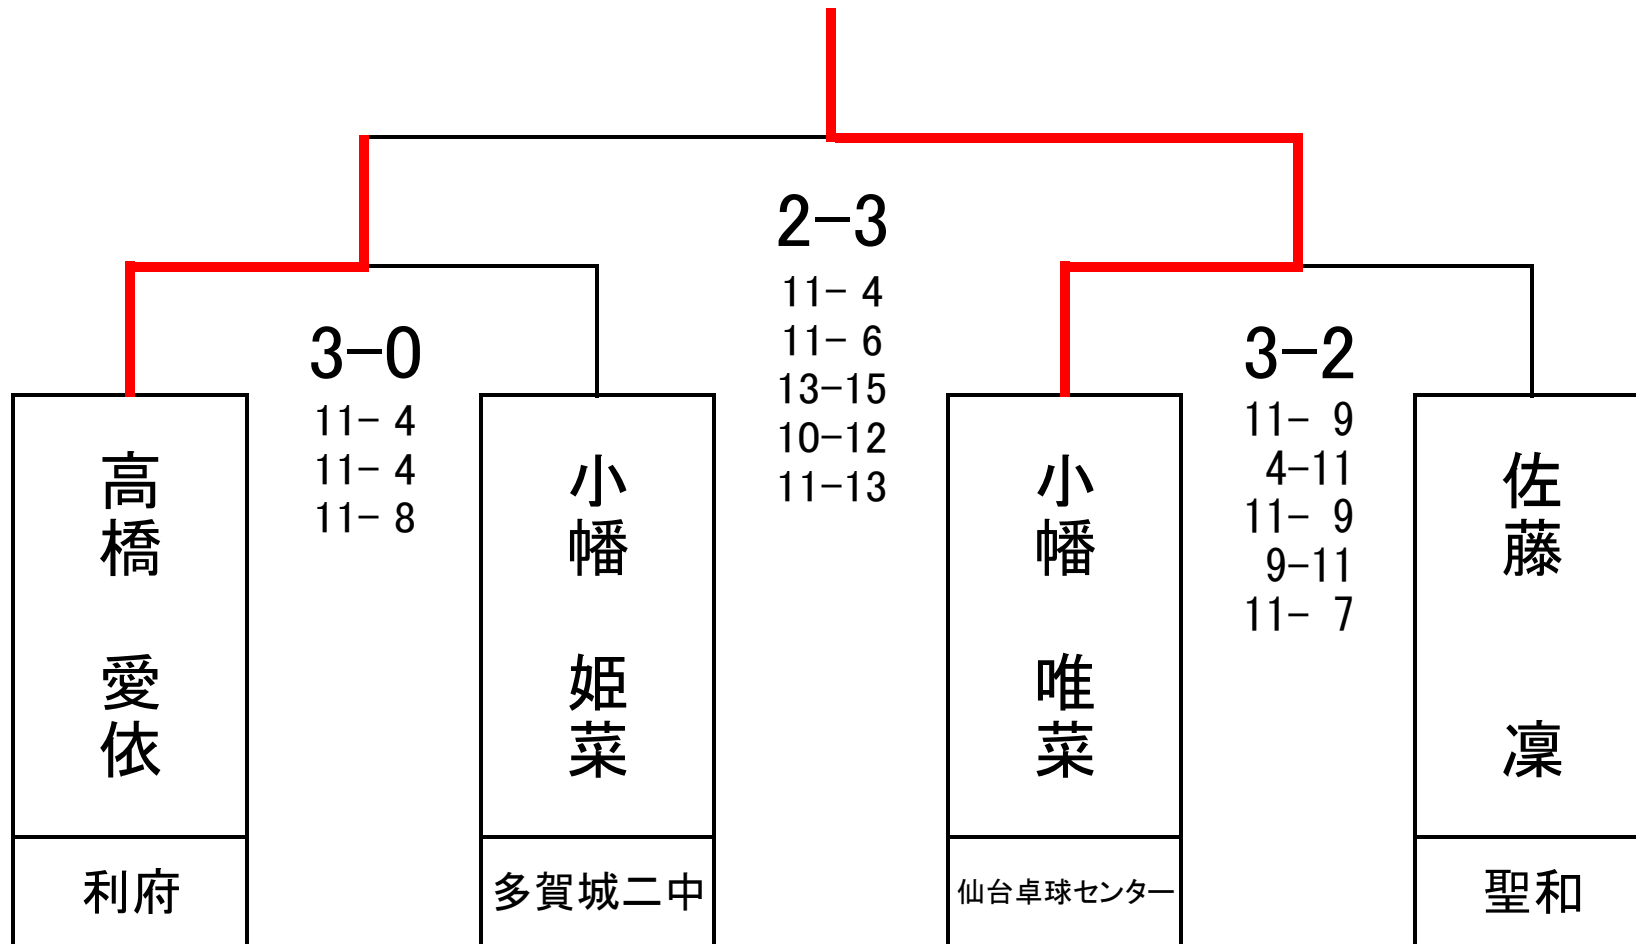 2-3
11- 4
11- 6
13-15
10-12
11-13
3-0
11- 4
11- 4
11- 8
3-2
11- 9
4-11
11- 9
9-11
11- 7
高橋 愛依
小幡 姫菜
小幡 唯菜
佐藤 凜
利府
多賀城二中
仙台卓球センター
聖和